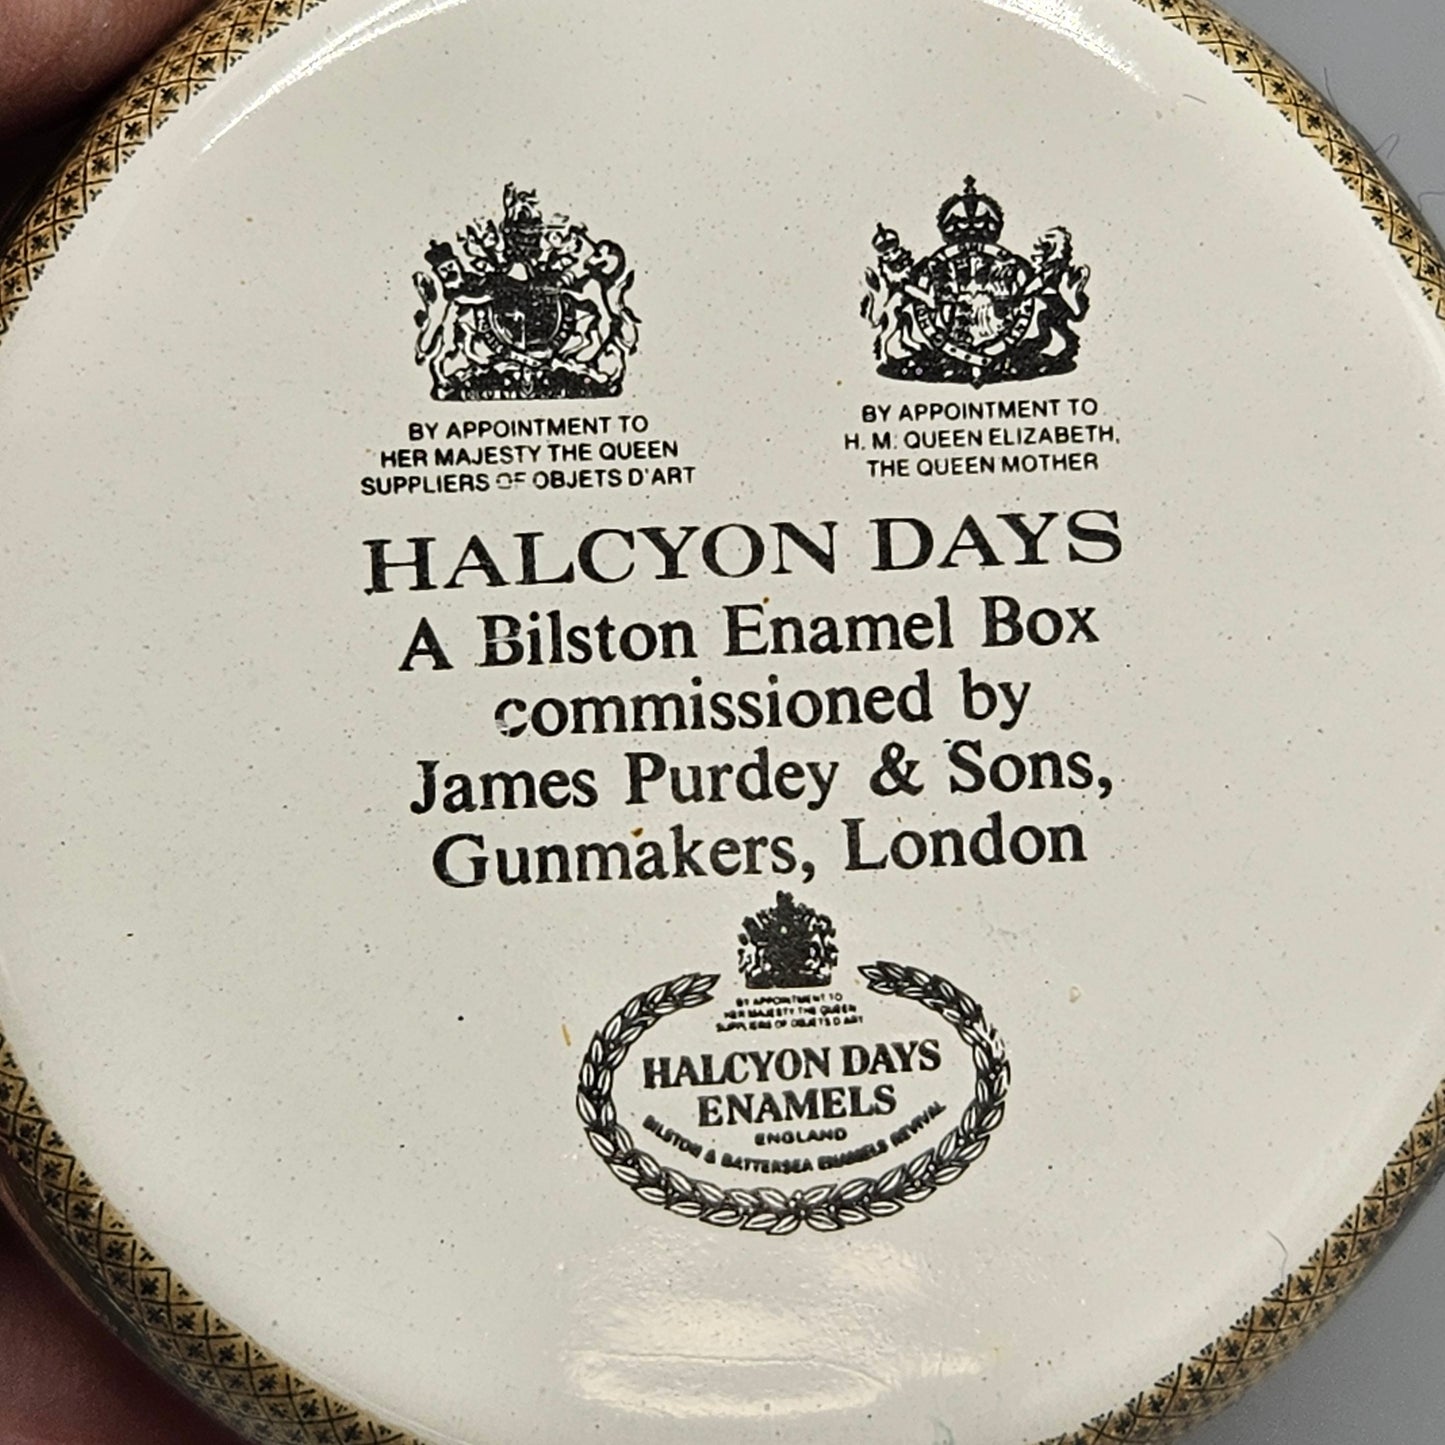 BY APPOINTMENT TO
HER MAJESTY THE QUEEN
SUPPLIERS OF OBJETS D'ART
BY APPOINTMENT TO
H. M. QUEEN ELIZABETH,
THE QUEEN MOTHER
HALCYON DAYS
A Bilston Enamel Box
commissioned by
James Purdey & Sons,
Gunmakers, London
BY APPOINTMENT TO
HER MAJESTY THE QUEEN
SUPPLIERS OF OBJETS D'ART
HALCYON DAYS
ENAMELS
ENGLAND
BILSTON & BATTERSEA ENAMELS REVIVAL